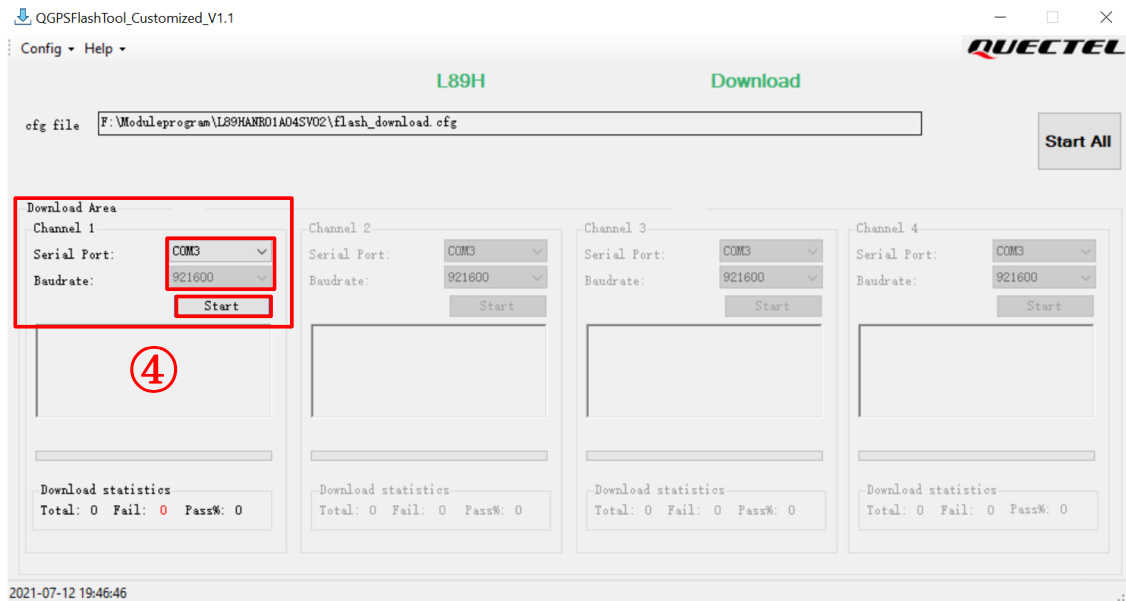 QGPSFlashTool_Customized_V1.1
Config Help
QUECTEL
L89H Download
cfg file F:\Moduleprogram\L89HANR01A04SV02\flash_download.cfg
Start All
Download Area
Channel 1
Serial Port: COM3
Baudrate: 921600
Start
④
Download statistics
Total: 0 Fail: 0 Pass%: 0
Channel 2
Serial Port: COM3
Baudrate: 921600
Start
Download statistics
Total: 0 Fail: 0 Pass%: 0
Channel 3
Serial Port: COM3
Baudrate: 921600
Start
Download statistics
Total: 0 Fail: 0 Pass%: 0
Channel 4
Serial Port: COM3
Baudrate: 921600
Start
Download statistics
Total: 0 Fail: 0 Pass%: 0
2021-07-12 19:46:46